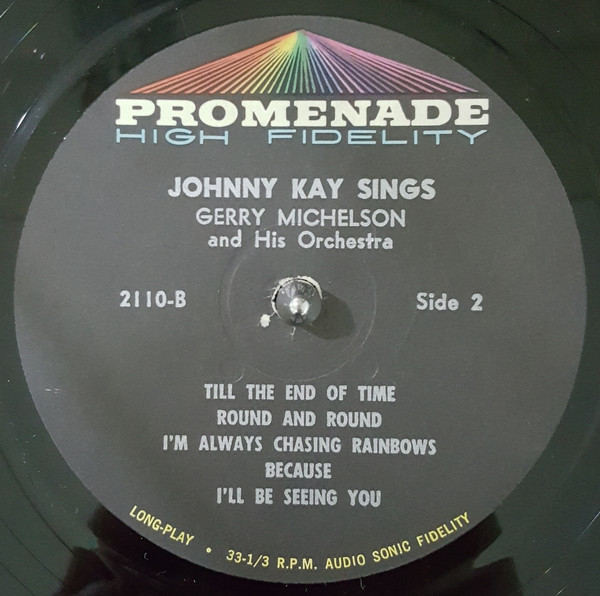 PROMENADE
HIGH FIDELITY
JOHNNY KAY SINGS
GERRY MICHELSON
and His Orchestra
2110-B
Side 2
TILL THE END OF TIME
ROUND AND ROUND
I'M ALWAYS CHASING RAINBOWS
BECAUSE
I'LL BE SEEING YOU
LONG-PLAY • 33-1/3 R.P.M. AUDIO SONIC FIDELITY